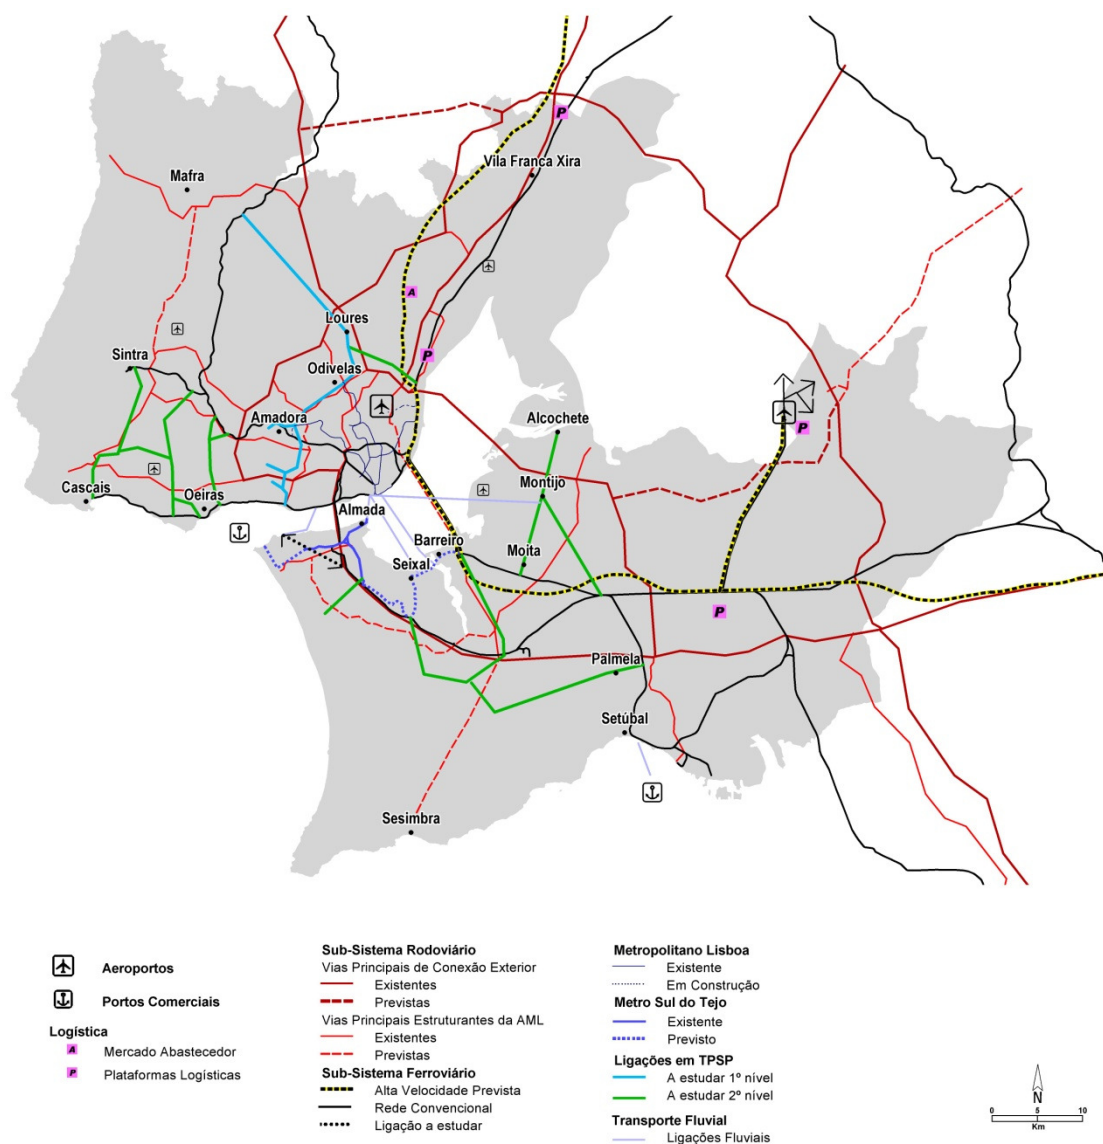 P
Vila Franca Xira
Mafra
A
Loures
P
Sintra
Odivelas
Amadora
Alcochete
P
Cascais
Oeiras
Montijo
Almada
Barreiro
Moita
Seixal
P
Palmela
Setúbal
Sesimbra
Aeroportos
Portos Comerciais
Logística
A Mercado Abastecedor
P Plataformas Logísticas
Sub-Sistema Rodoviário
Vias Principais de Conexão Exterior
Existentes
Previstas
Vias Principais Estruturantes da AML
Existentes
Previstas
Sub-Sistema Ferroviário
Alta Velocidade Prevista
Rede Convencional
Ligação a estudar
Metropolitano Lisboa
Existente
Em Construção
Metro Sul do Tejo
Existente
Previsto
Ligações em TPSP
A estudar 1º nível
A estudar 2º nível
Transporte Fluvial
Ligações Fluviais
N
0 5 10
Km